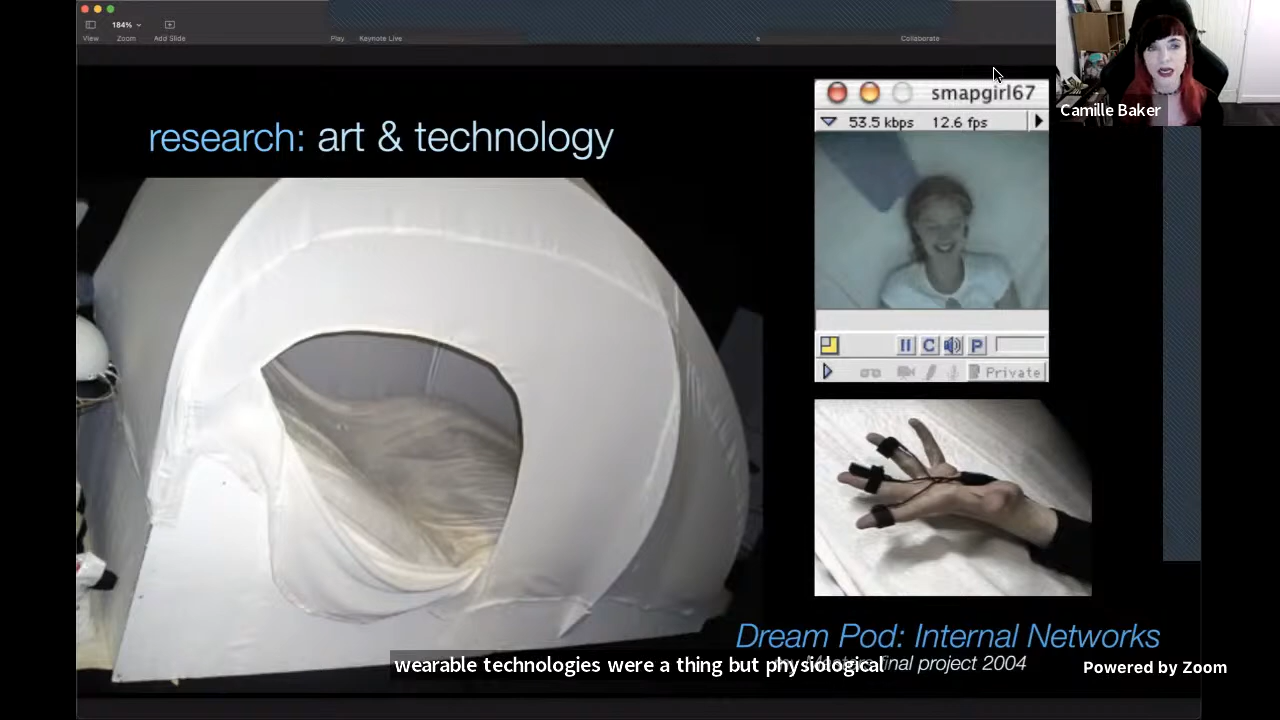 184%
View Zoom Add Slide Play Keynote Live Collaborate
Camille Baker
research: art & technology
smapgirl67
53.5 kbps 12.6 fps
C P
Private
Dream Pod: Internal Networks
final project 2004
wearable technologies were a thing but physiological
Powered by Zoom